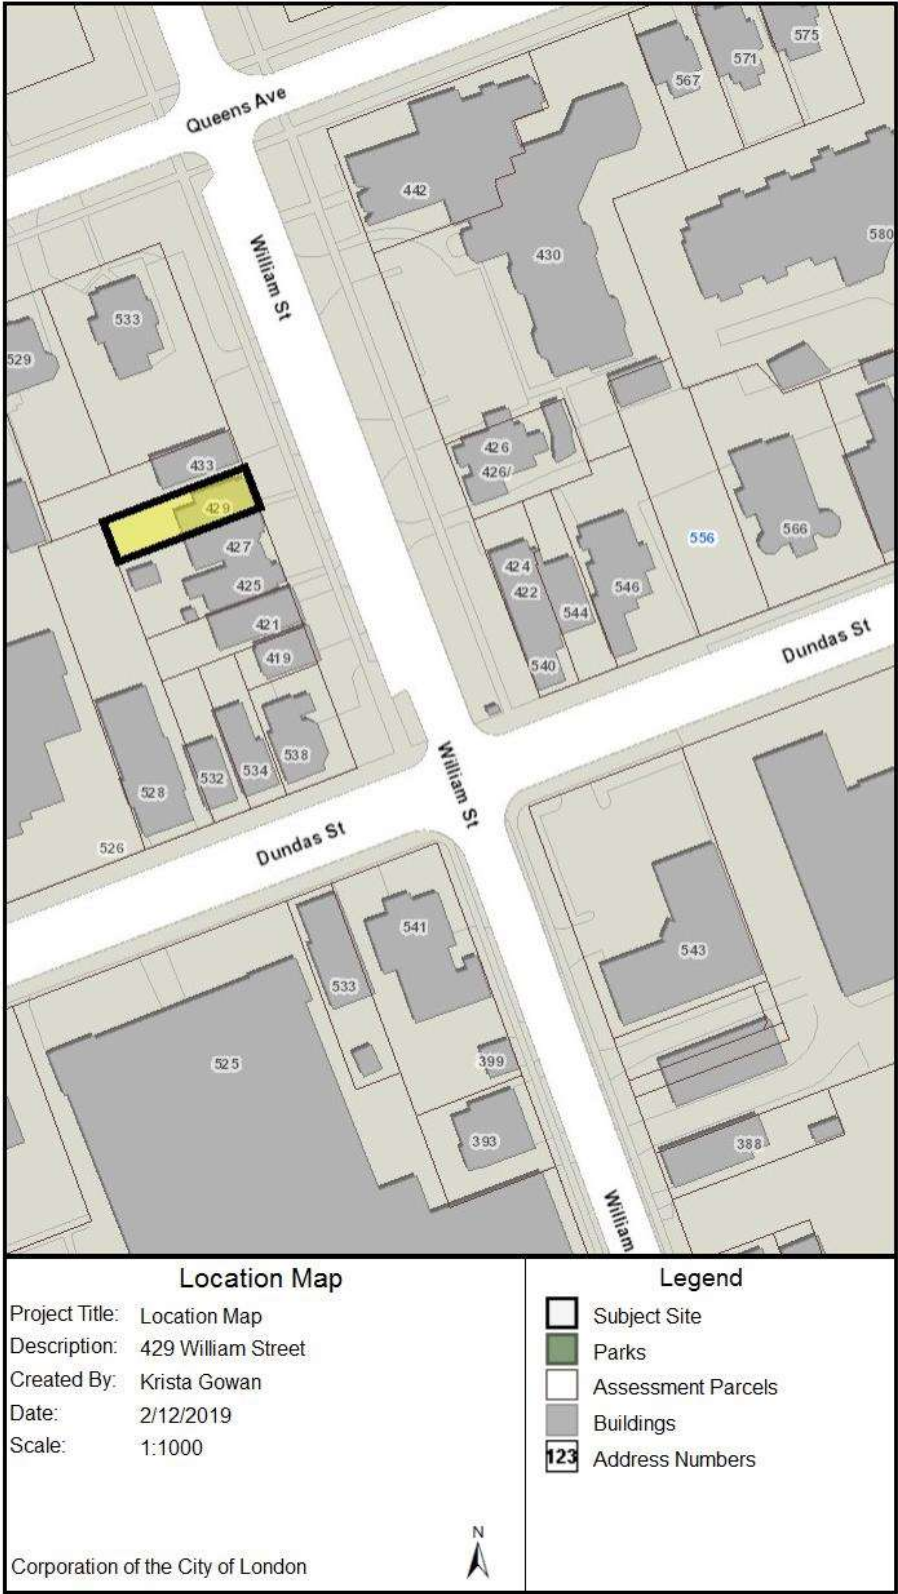 575
571
567
Queens Ave
442
580
430
William St
533
529
426
433
426/
429
556
566
427
424
425
546
422
544
421
Dundas St
419
540
William St
538
534
532
528
Dundas St
526
541
543
533
525
399
393
388
William
Location Map
Project Title: Location Map
Description: 429 William Street
Created By: Krista Gowan
Date: 2/12/2019
Scale: 1:1000
N
Corporation of the City of London
Legend
Subject Site
Parks
Assessment Parcels
Buildings
123 Address Numbers